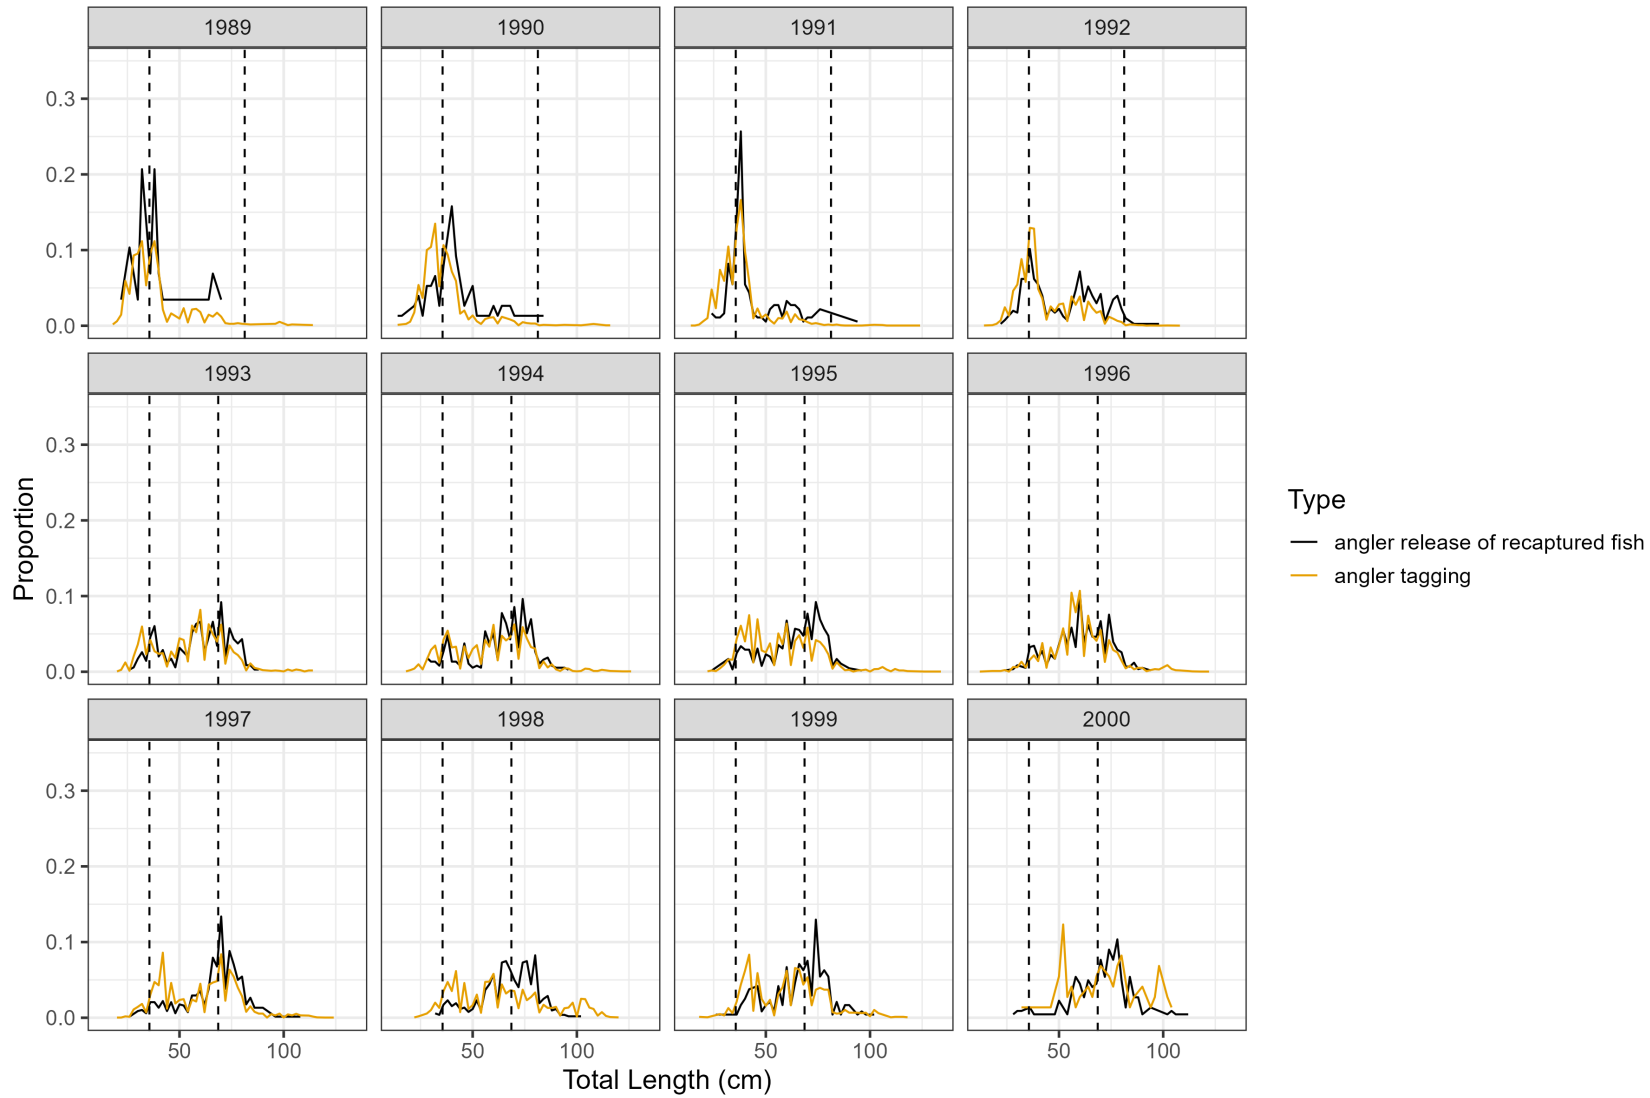 1989 1990 1991 1992
0.3
0.2
0.1
0.0
1993 1994 1995 1996
0.3
0.2
0.1
0.0
1997 1998 1999 2000
0.3
0.2
0.1
0.0
50 100 50 100 50 100 50 100
Total Length (cm)
Proportion
Type
angler release of recaptured fish
angler tagging